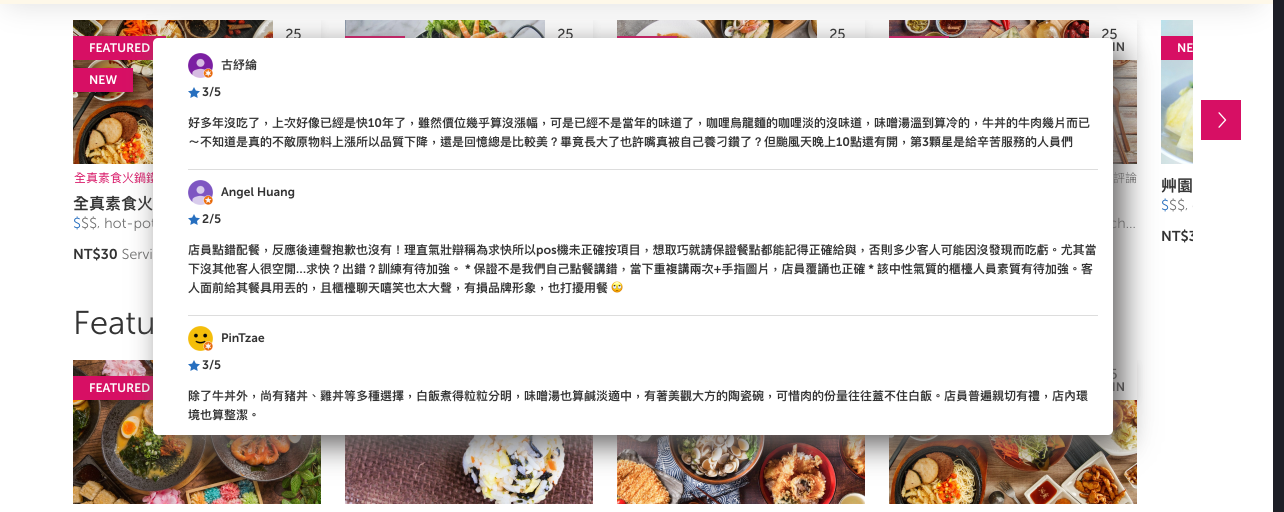 25
25
25
25
FEATURED
NEW
全真素食火鍋
全真素食火
$$$. hot-pot
NT$30 Servi
IN
評論
ch...
NE
艸園
$$$.
NT$3
古紓綸
3/5
好多年沒吃了，上次好像已經是快10年了，雖然價位幾乎算沒漲幅，可是已經不是當年的味道了，咖哩烏龍麵的咖哩淡的沒味道，味噌湯溫到算冷的，牛丼的牛肉幾片而已
～不知道是真的不敵原物料上漲所以品質下降，還是回憶總是比較美？畢竟長大了也許嘴真被自己養刁鑽了？但颱風天晚上10點還有開，第3顆星是給辛苦服務的人員們
Angel Huang
2/5
店員點錯配餐，反應後連聲抱歉也沒有！理直氣壯辯稱為求快所以pos機未正確按項目，想取巧就請保證餐點都能記得正確給與，否則多少客人可能因沒發現而吃虧。尤其當
下沒其他客人很空閒...求快？出錯？訓練有待加強。 * 保證不是我們自己點餐講錯，當下重複講兩次+手指圖片，店員覆誦也正確 * 該中性氣質的櫃檯人員素質有待加強。客
人面前給其餐具用丟的，且櫃檯聊天嘻笑也太大聲，有損品牌形象，也打擾用餐 🙄
PinTzae
3/5
除了牛丼外，尚有豬丼、雞丼等多種選擇，白飯煮得粒粒分明，味噌湯也算鹹淡適中，有著美觀大方的陶瓷碗，可惜肉的份量往往蓋不住白飯。店員普遍親切有禮，店內環
境也算整潔。
Featu
FEATURED
IN